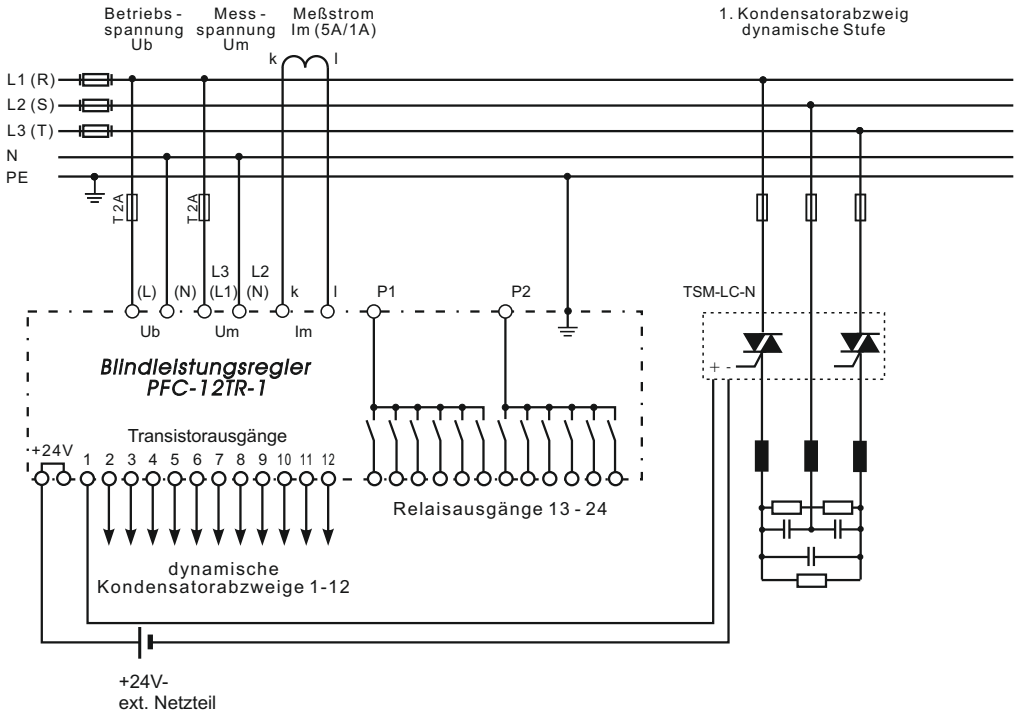 Betriebs-
spannung
Ub
Mess-
spannung
Um
Meßstrom
Im (5A/1A)
k
l
1. Kondensatorabzweig
dynamische Stufe
L1 (R)
L2 (S)
L3 (T)
N
PE
T2A
T2A
L3
L2
(L)
(N)
(L1)
(N)
k
l
P1
P2
TSM-LC-N
Ub
Um
Im
Blindleistungsregler
PFC-12TR-1
+ -
Transistorausgänge
+24V
1 2 3 4 5 6 7 8 9 10 11 12
Relaisausgänge 13 - 24
dynamische
Kondensatorabzweige 1-12
+24V-
ext. Netzteil